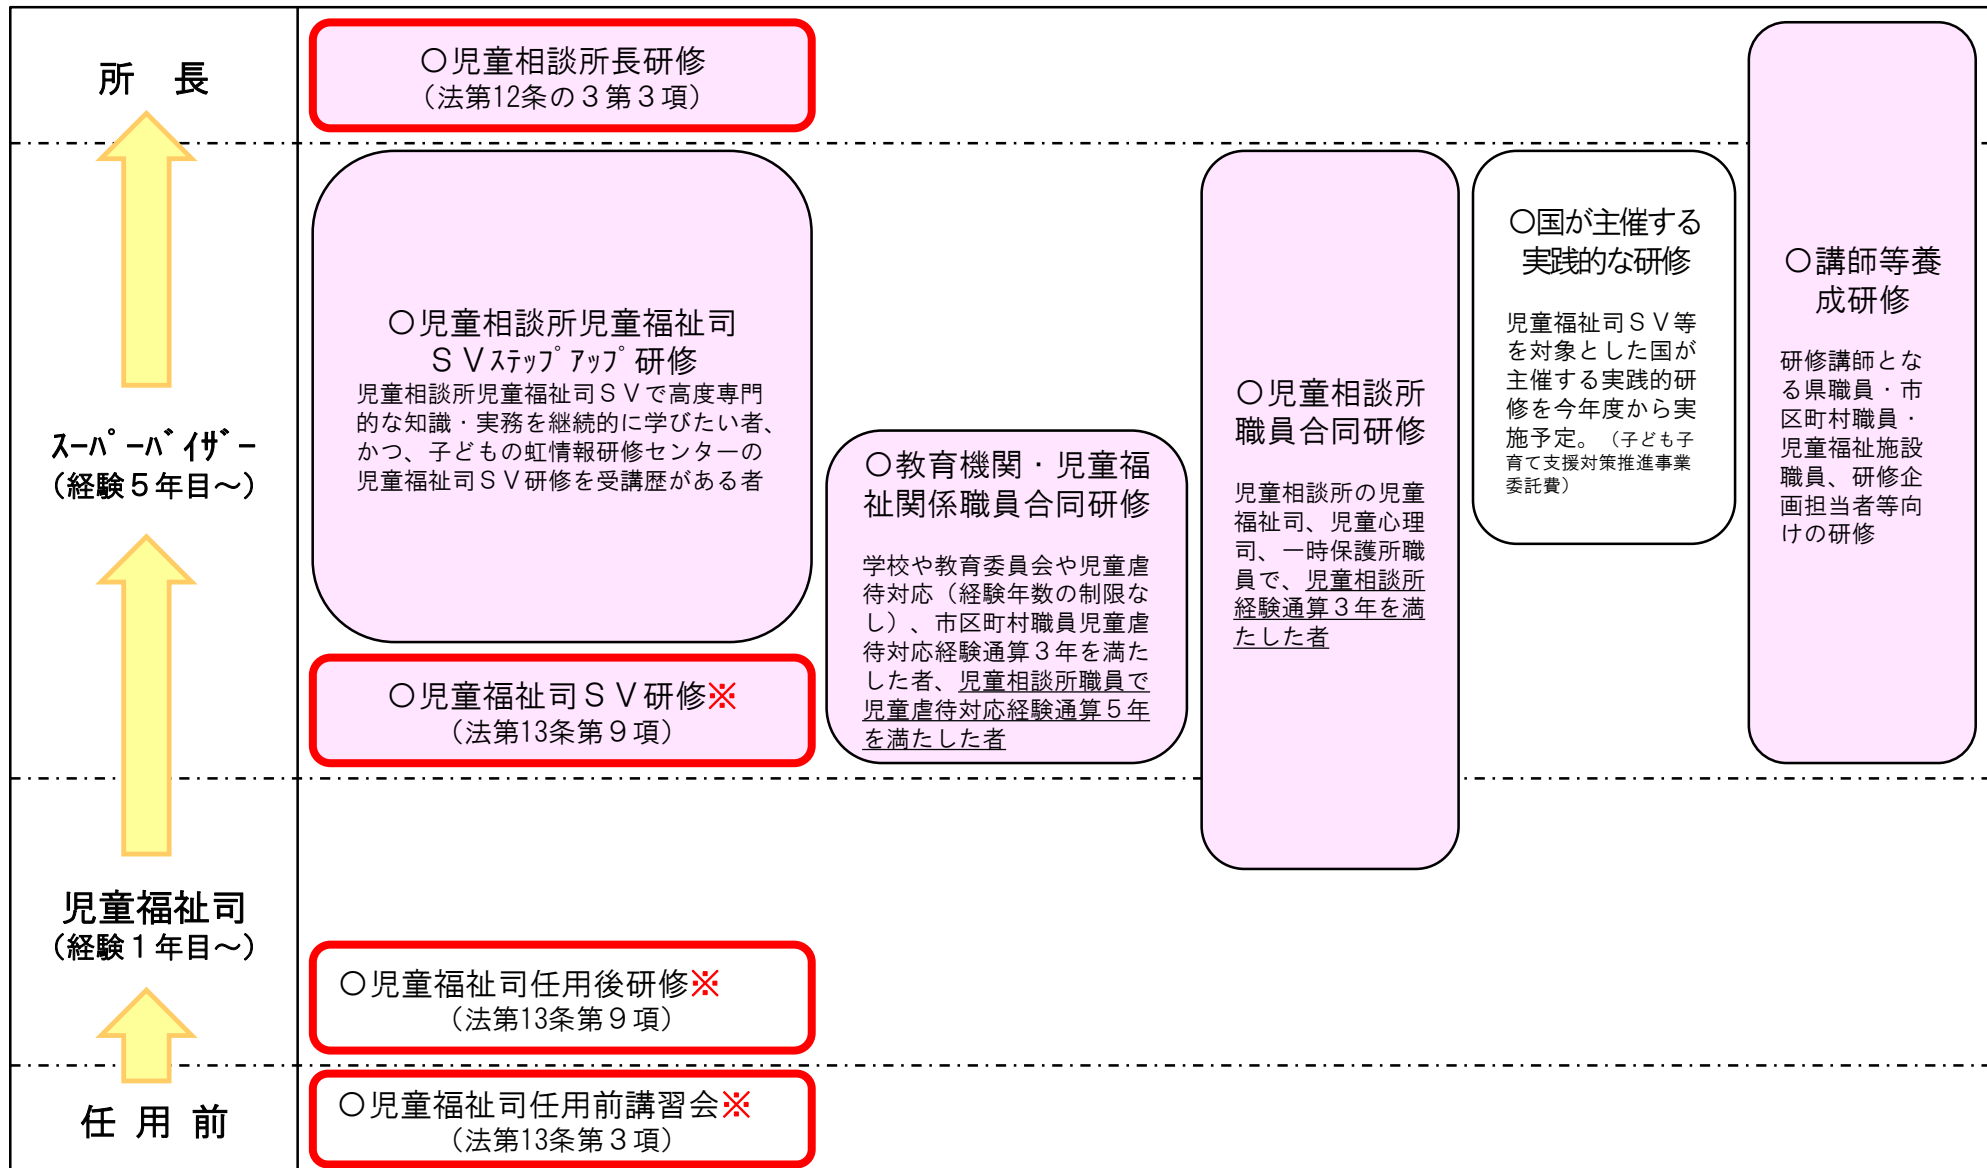 所　長
○児童相談所長研修
（法第12条の３第３項）
ｽｰﾊﾟｰﾊﾞｲｻﾞｰ
（経験５年目～）
○児童相談所児童福祉司
ＳＶｽﾃｯﾌﾟｱｯﾌﾟ研修
児童相談所児童福祉司ＳＶで高度専門
的な知識・実務を継続的に学びたい者、
かつ、子どもの虹情報研修センターの
児童福祉司ＳＶ研修を受講歴がある者
○児童福祉司ＳＶ研修※
（法第13条第９項）
○教育機関・児童福
祉関係職員合同研修
学校や教育委員会や児童虐
待対応（経験年数の制限な
し）、市区町村職員児童虐
待対応経験通算３年を満た
した者、児童相談所職員で
児童虐待対応経験通算５年
を満たした者
○児童相談所
職員合同研修
児童相談所の児童
福祉司、児童心理
司、一時保護所職
員で、児童相談所
経験通算３年を満
たした者
○国が主催する
実践的な研修
児童福祉司ＳＶ等
を対象とした国が
主催する実践的研
修を今年度から実
施予定。（子ども子
育て支援対策推進事業
委託費）
○講師等養
成研修
研修講師とな
る県職員・市
区町村職員・
児童福祉施設
職員、研修企
画担当者等向
けの研修
児童福祉司
（経験１年目～）
○児童福祉司任用後研修※
（法第13条第９項）
任 用 前
○児童福祉司任用前講習会※
（法第13条第３項）